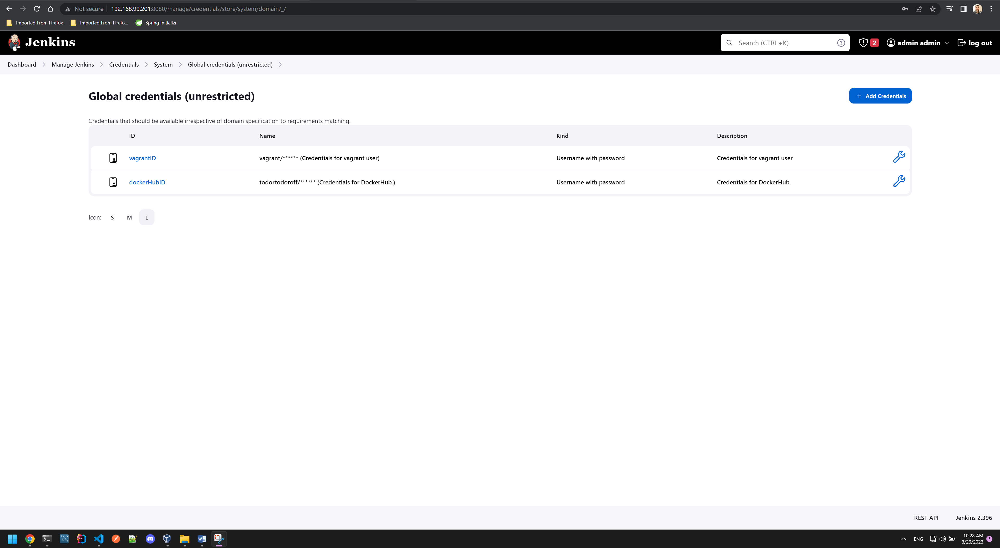 Not secure 192.168.99.201:8080/manage/credentials/store/system/domain/_/
Imported From Firefox Imported From Firefo... Spring Initializr
Jenkins Search (CTRL+K) 2 admin admin log out
Dashboard Manage Jenkins Credentials System Global credentials (unrestricted)
Global credentials (unrestricted) + Add Credentials
Credentials that should be available irrespective of domain specification to requirements matching.
ID Name Kind Description
vagrantID vagrant/****** (Credentials for vagrant user) Username with password Credentials for vagrant user
dockerHubID todortodoroff/****** (Credentials for DockerHub.) Username with password Credentials for DockerHub.
Icon: S M L
REST API Jenkins 2.396
ENG 10:28 AM 5
3/26/2023